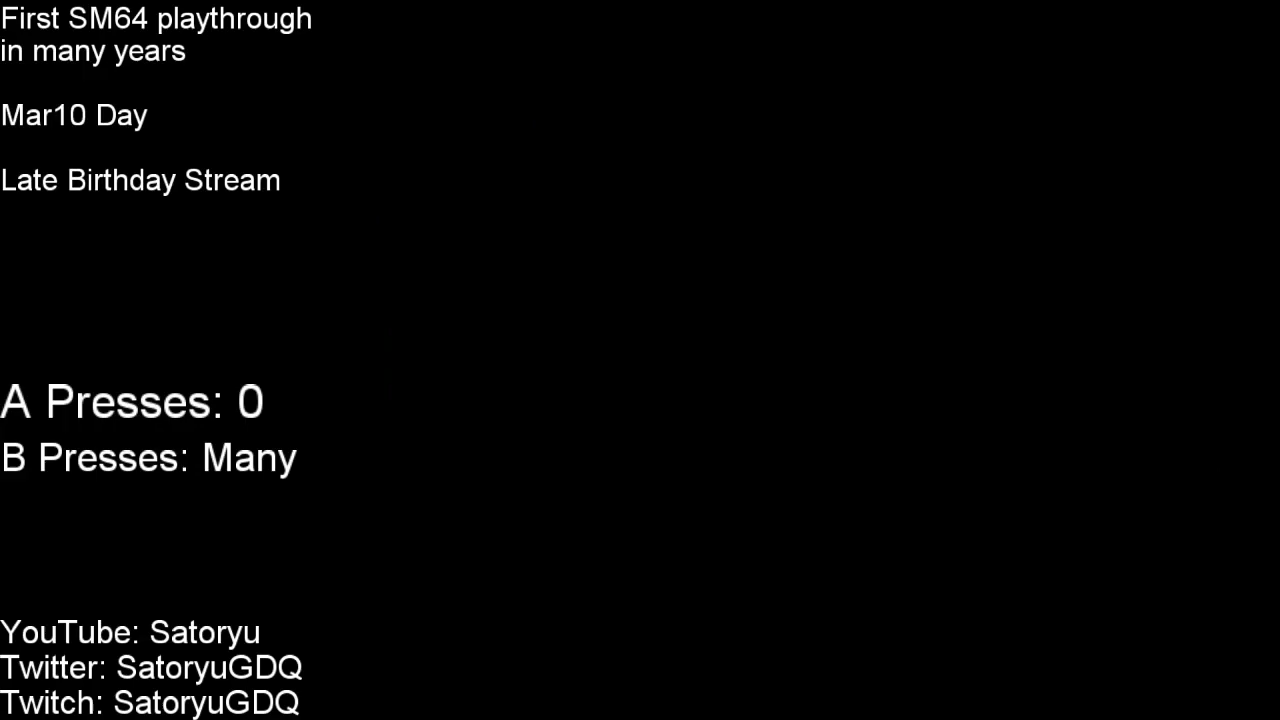 First SM64 playthrough
in many years
Mar10 Day
Late Birthday Stream
A Presses: 0
B Presses: Many
YouTube: Satoryu
Twitter: SatoryuGDQ
Twitch: SatoryuGDQ